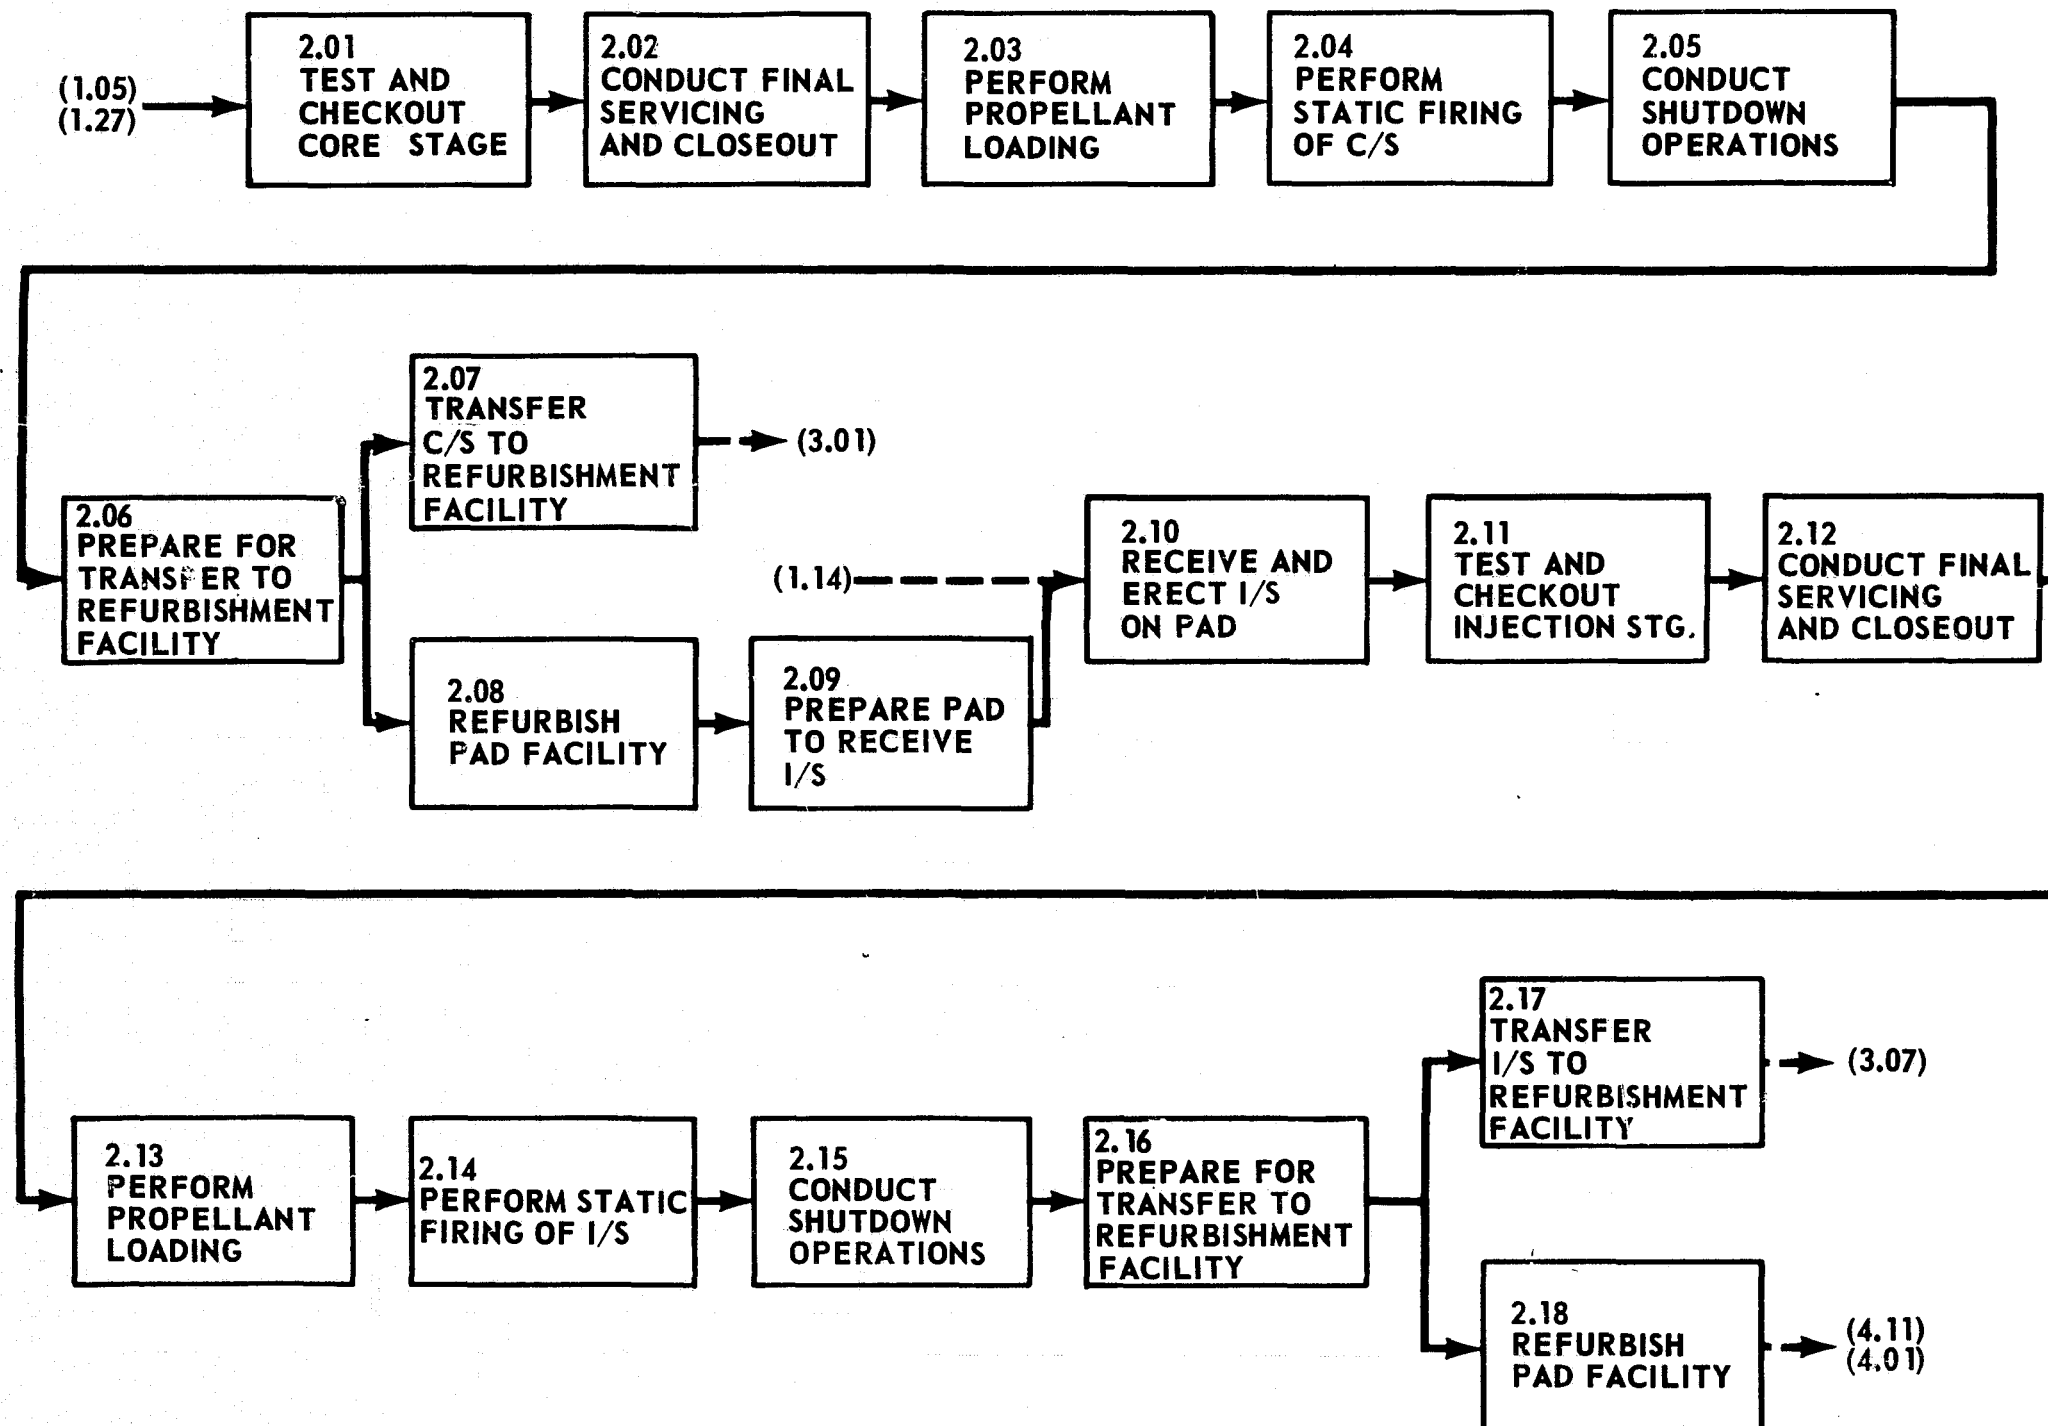 (1.05)
(1.27)
2.01
TEST AND
CHECKOUT
CORE STAGE
2.02
CONDUCT FINAL
SERVICING
AND CLOSEOUT
2.03
PERFORM
PROPELLANT
LOADING
2.04
PERFORM
STATIC FIRING
OF C/S
2.05
CONDUCT
SHUTDOWN
OPERATIONS
2.06
PREPARE FOR
TRANSFER TO
REFURBISHMENT
FACILITY
2.07
TRANSFER
C/S TO
REFURBISHMENT
FACILITY
(3.01)
2.08
REFURBISH
PAD FACILITY
2.09
PREPARE PAD
TO RECEIVE
I/S
(1.14)
2.10
RECEIVE AND
ERECT I/S
ON PAD
2.11
TEST AND
CHECKOUT
INJECTION STG.
2.12
CONDUCT FINAL
SERVICING
AND CLOSEOUT
2.13
PERFORM
PROPELLANT
LOADING
2.14
PERFORM STATIC
FIRING OF I/S
2.15
CONDUCT
SHUTDOWN
OPERATIONS
2.16
PREPARE FOR
TRANSFER TO
REFURBISHMENT
FACILITY
2.17
TRANSFER
I/S TO
REFURBISHMENT
FACILITY
(3.07)
2.18
REFURBISH
PAD FACILITY
(4.11)
(4.01)